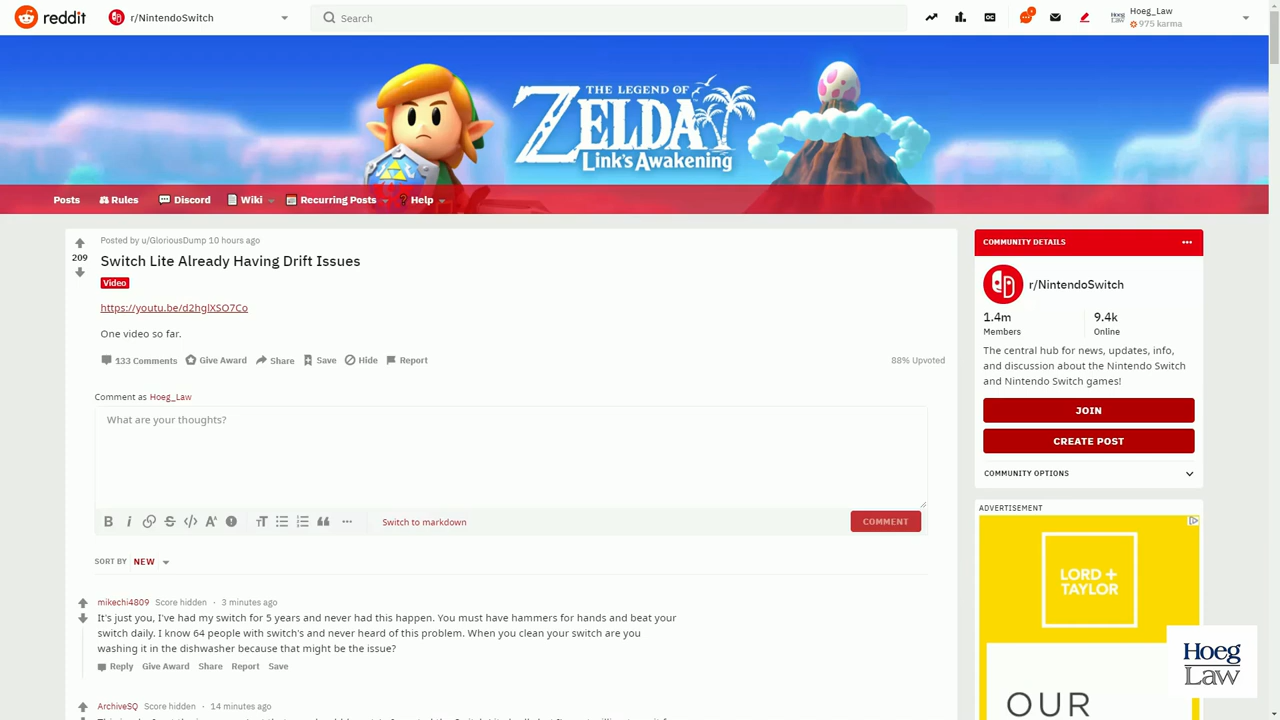 reddit
r/NintendoSwitch
Search
Hoeg_Law
975 karma
THE LEGEND OF
ZELDA
Link's Awakening
Posts
Rules
Discord
Wiki
Recurring Posts
Help
Posted by u/GloriousDump 10 hours ago
209
Switch Lite Already Having Drift Issues
Video
https://youtu.be/d2hglXSO7Co
One video so far.
133 Comments Give Award Share Save Hide Report
88% Upvoted
Comment as Hoeg_Law
What are your thoughts?
Switch to markdown
COMMENT
SORT BY NEW
mikechi4809 Score hidden · 3 minutes ago
It's just you, I've had my switch for 5 years and never had this happen. You must have hammers for hands and beat your
switch daily. I know 64 people with switch's and never heard of this problem. When you clean your switch are you
washing it in the dishwasher because that might be the issue?
Reply Give Award Share Report Save
ArchiveSQ Score hidden · 14 minutes ago
COMMUNITY DETAILS
r/NintendoSwitch
1.4m
Members
9.4k
Online
The central hub for news, updates, info,
and discussion about the Nintendo Switch
and Nintendo Switch games!
JOIN
CREATE POST
COMMUNITY OPTIONS
ADVERTISEMENT
LORD +
TAYLOR
OUR
Hoeg
Law